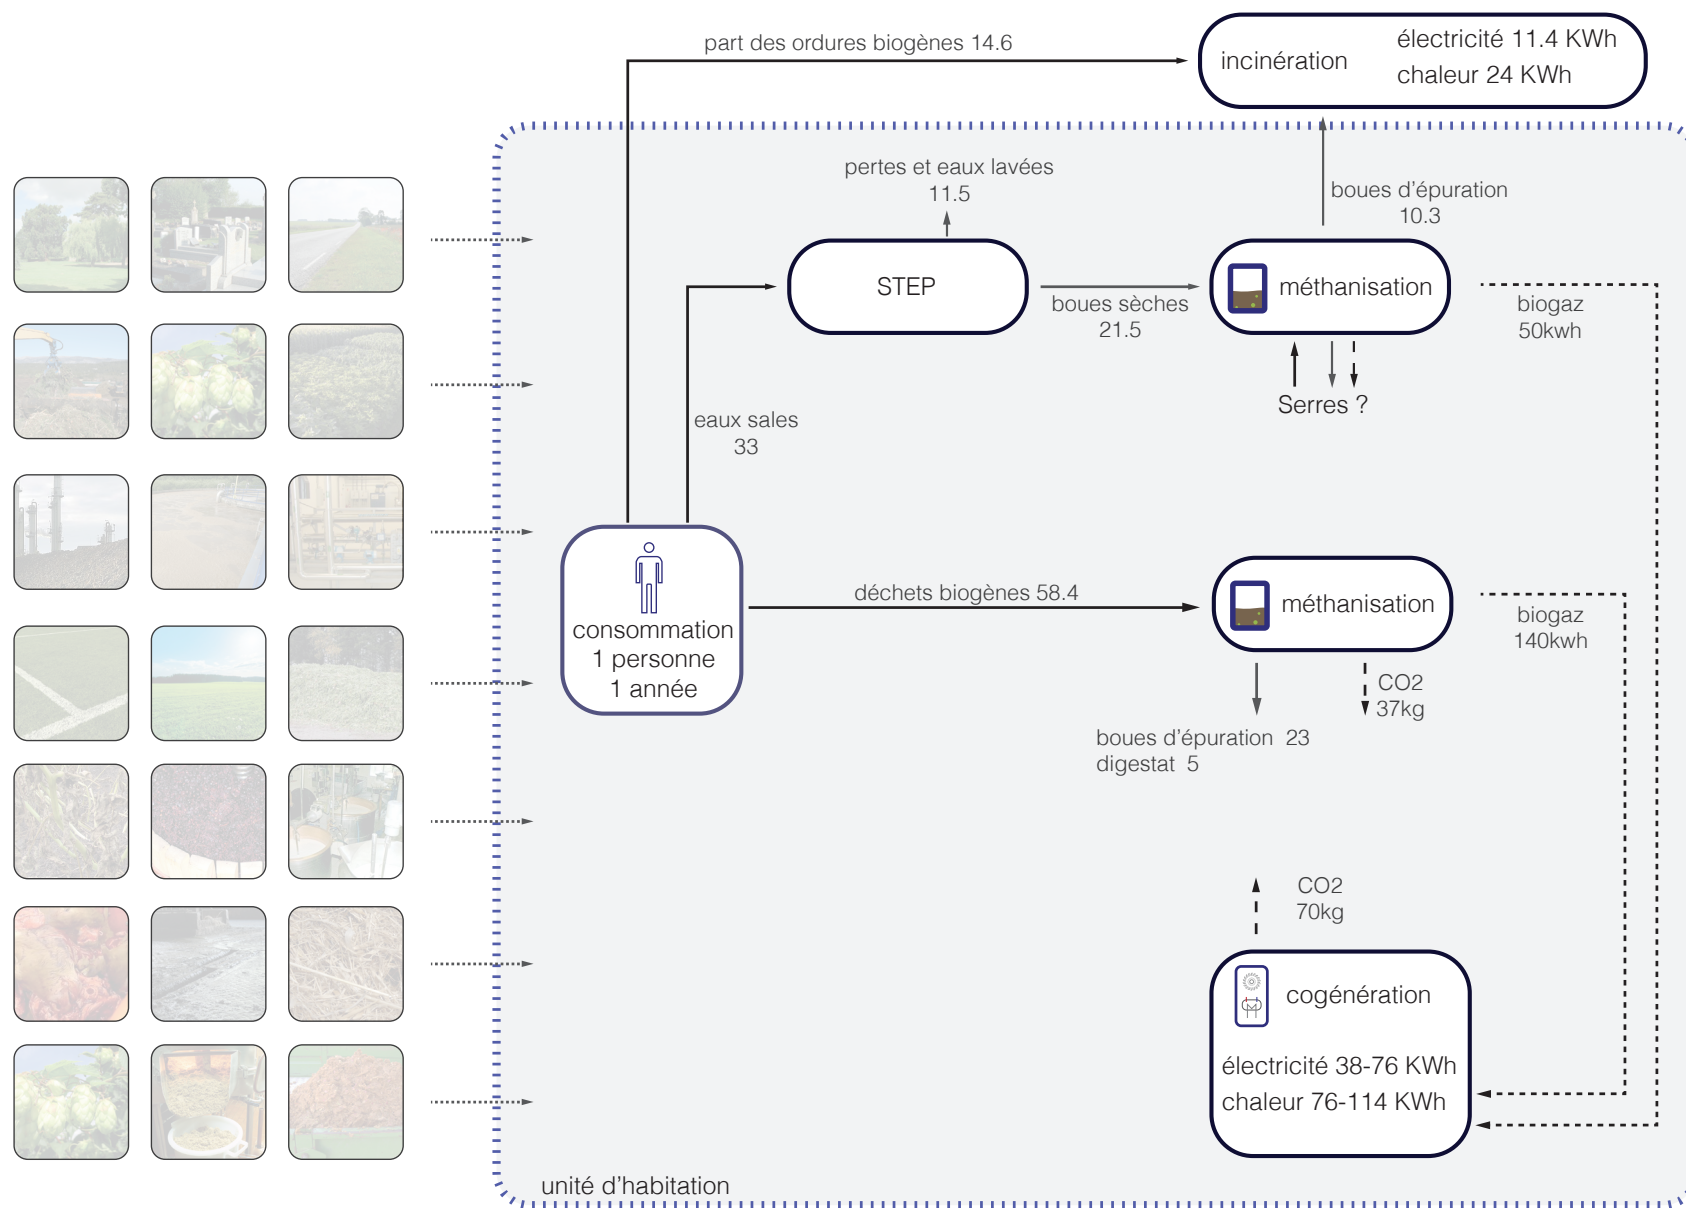 part des ordures biogènes 14.6
incinération
électricité 11.4 KWh
chaleur 24 KWh
pertes et eaux lavées
11.5
boues d'épuration
10.3
STEP
boues sèches
21.5
méthanisation
biogaz
50kwh
Serres ?
eaux sales
33
consommation
1 personne
1 année
déchets biogènes 58.4
méthanisation
biogaz
140kwh
CO2
37kg
boues d'épuration 23
digestat 5
CO2
70kg
cogénération
électricité 38-76 KWh
chaleur 76-114 KWh
unité d'habitation